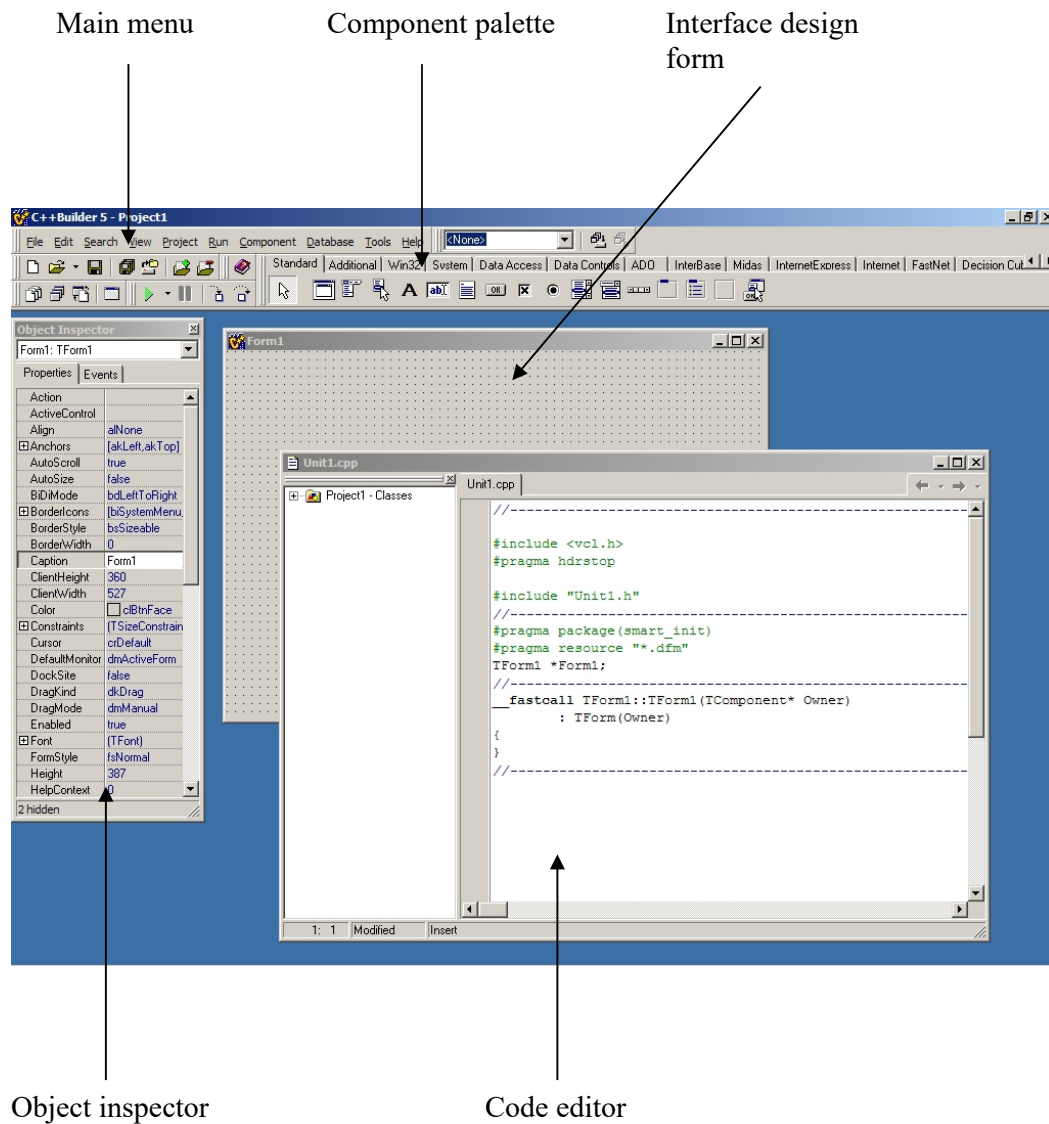 Main menu
Component palette
Interface design
form
C++Builder 5 - Project1
File Edit Search View Project Run Component Database Tools Help <None>
Standard Additional Win32 System Data Access Data Controls ADO InterBase Midas InternetExpress Internet FastNet Decision Cub
A ab OK
OK
Object Inspector
Form1: TForm1
Properties Events
Action
ActiveControl
Align alNone
Anchors [akLeft,akTop]
AutoScroll true
AutoSize false
BiDiMode bdLeftToRight
BorderIcons [biSystemMenu,
BorderStyle bsSizeable
BorderWidth 0
Caption Form1
ClientHeight 360
ClientWidth 527
Color clBtnFace
Constraints (TSizeConstrain
Cursor crDefault
DefaultMonitor dmActiveForm
DockSite false
DragKind dkDrag
DragMode dmManual
Enabled true
Font (TFont)
FormStyle fsNormal
Height 387
HelpContext 0
2 hidden
Form1
Unit1.cpp
Project1 - Classes
Unit1.cpp
//---------------------------------------------------------
#include <vcl.h>
#pragma hdrstop
#include "Unit1.h"
//---------------------------------------------------------
#pragma package(smart_init)
#pragma resource "*.dfm"
TForm1 *Form1;
//---------------------------------------------------------
__fastcall TForm1::TForm1(TComponent* Owner)
: TForm(Owner)
{
}
//---------------------------------------------------------
1: 1 Modified Insert
Object inspector
Code editor